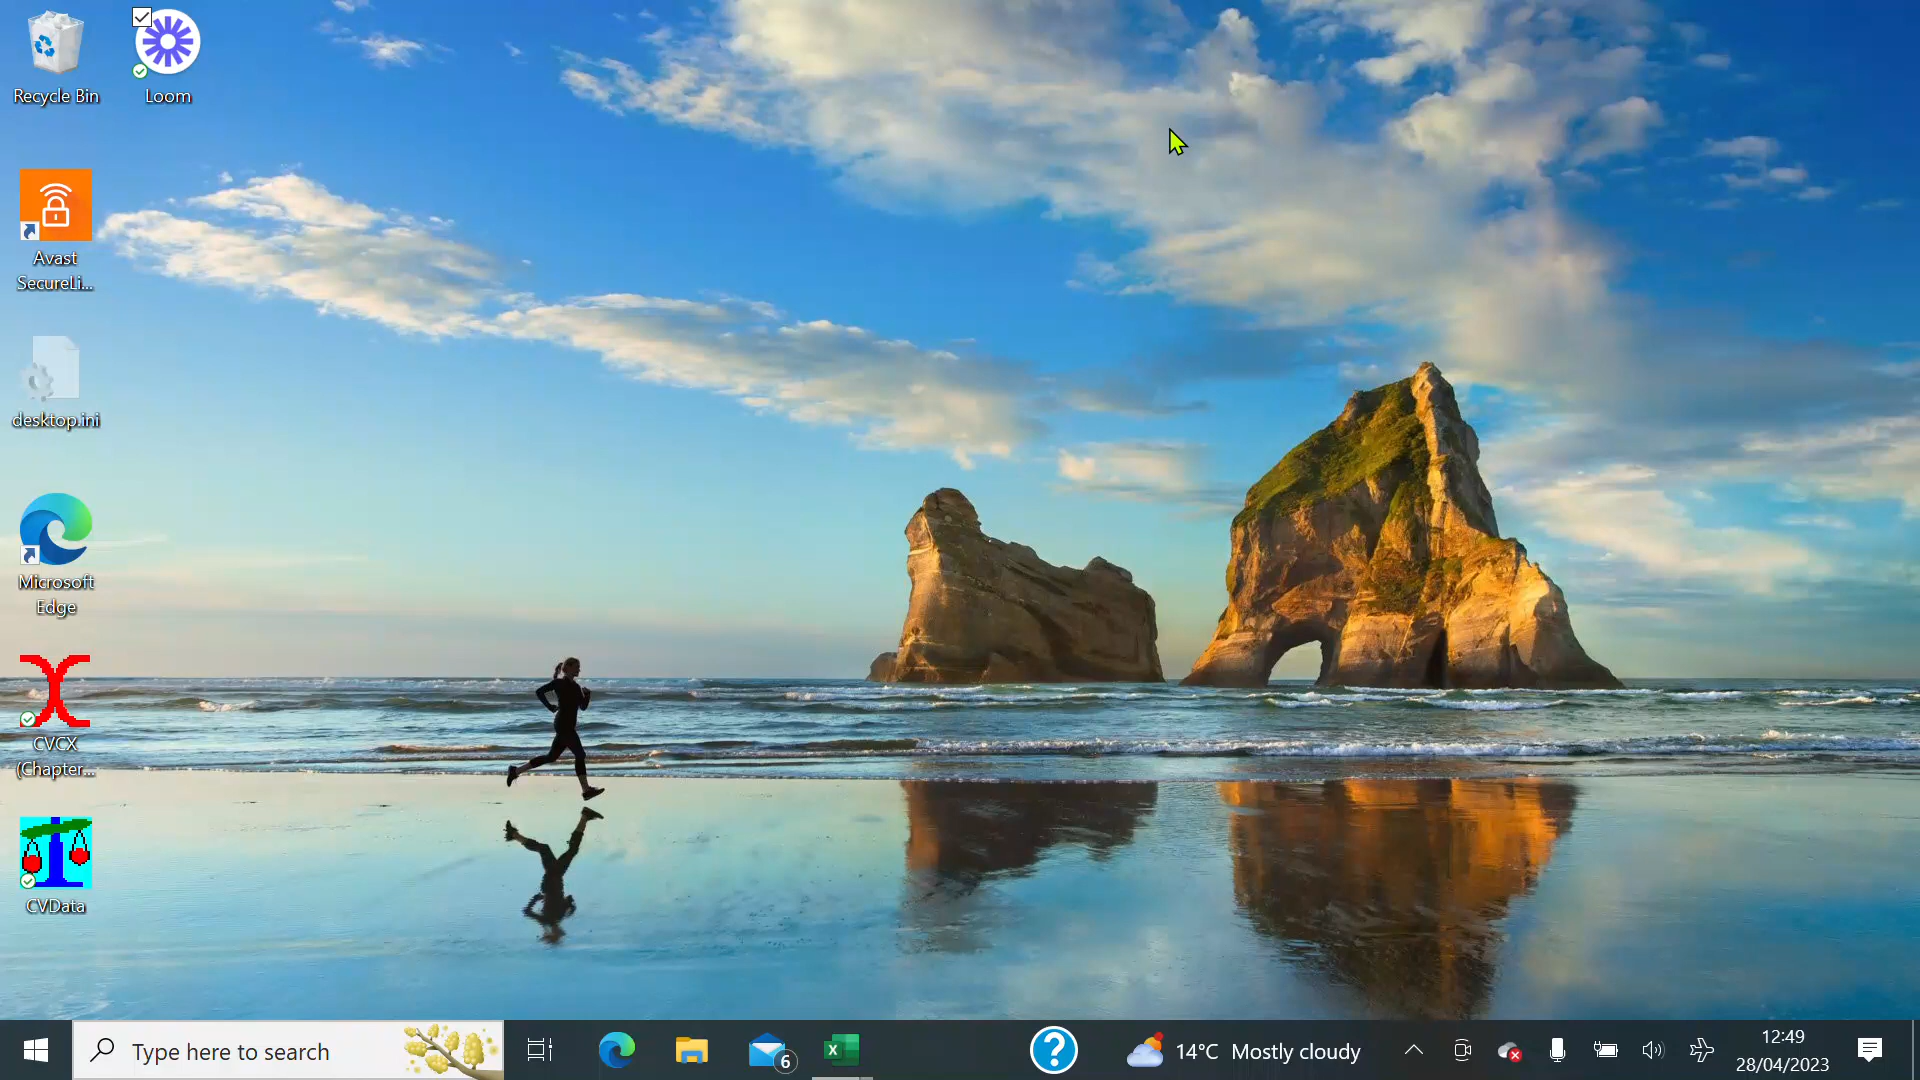 Recycle Bin
Loom
Avast
SecureLi...
desktop.ini
Microsoft
Edge
CVCX
(Chapter...
CVData
Type here to search
X
6
?
14°C Mostly cloudy
12:49
28/04/2023